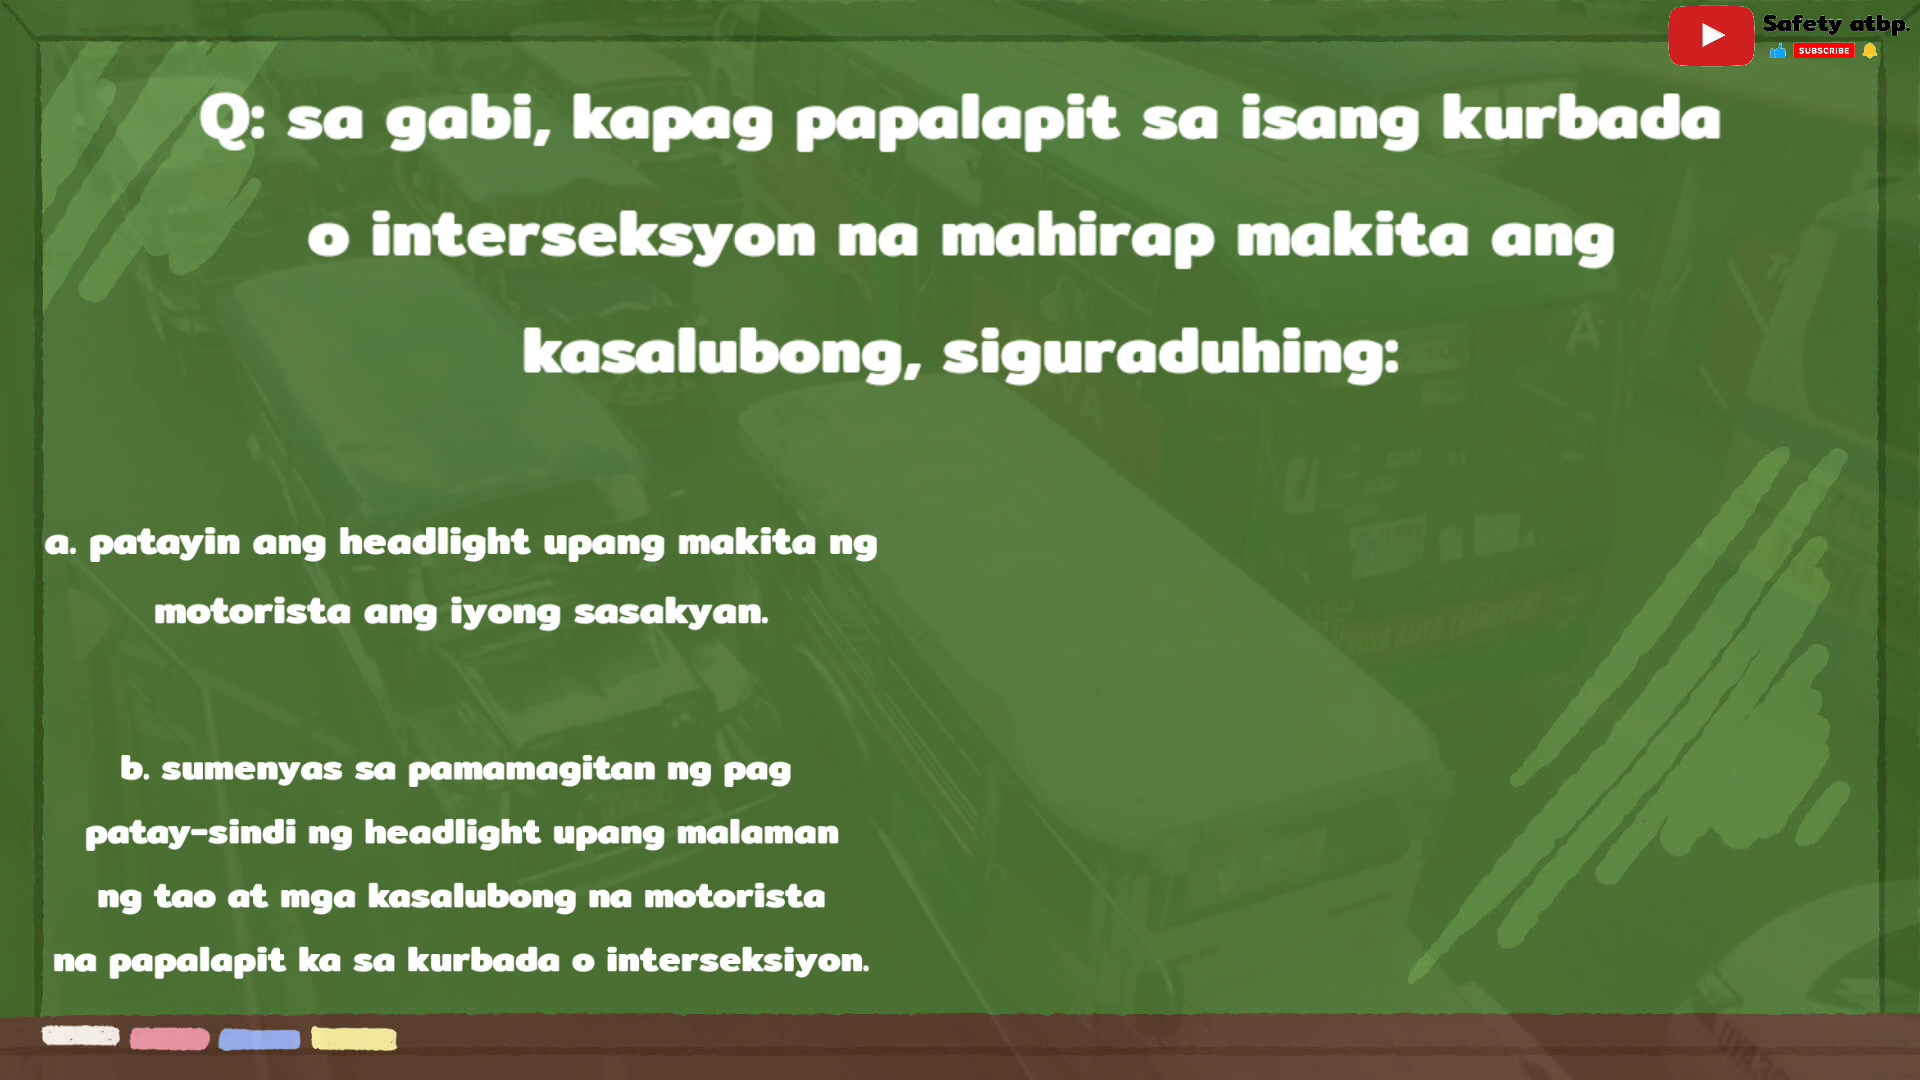 Safety atbp.
SUBSCRIBE
Q: sa gabi, kapag papalapit sa isang kurbada
o interseksyon na mahirap makita ang
kasalubong, siguraduhing:
a. patayin ang headlight upang makita ng
motorista ang iyong sasakyan.
b. sumenyas sa pamamagitan ng pag
patay-sindi ng headlight upang malaman
ng tao at mga kasalubong na motorista
na papalapit ka sa kurbada o interseksiyon.